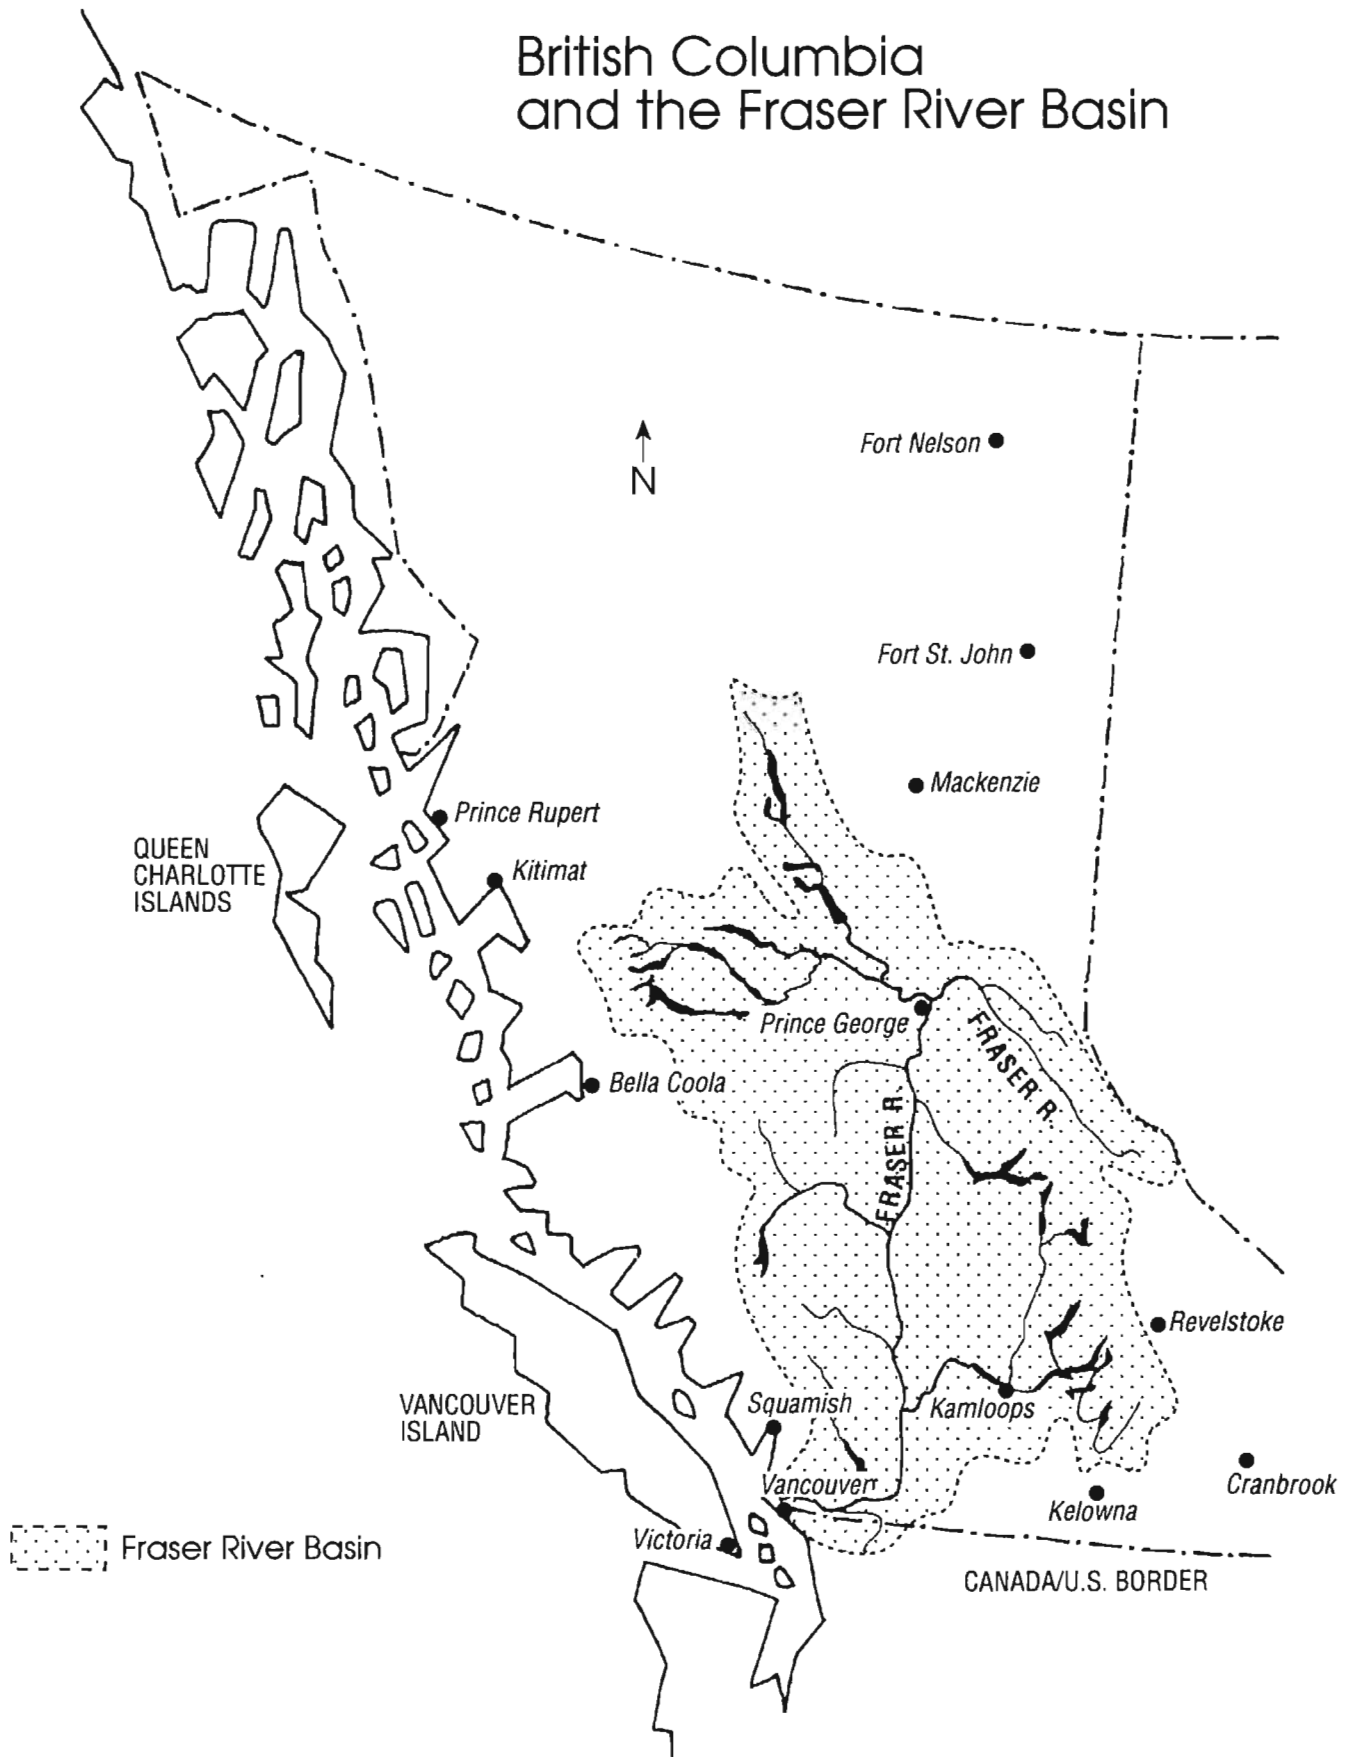 British Columbia
and the Fraser River Basin
Fort Nelson
N
Fort St. John
Mackenzie
Prince Rupert
QUEEN
CHARLOTTE
ISLANDS
Kitimat
Prince George
FRASER R.
Bella Coola
FRASER R.
Revelstoke
VANCOUVER
ISLAND
Squamish
Kamloops
Vancouver
Cranbrook
Kelowna
Victoria
Fraser River Basin
CANADA/U.S. BORDER